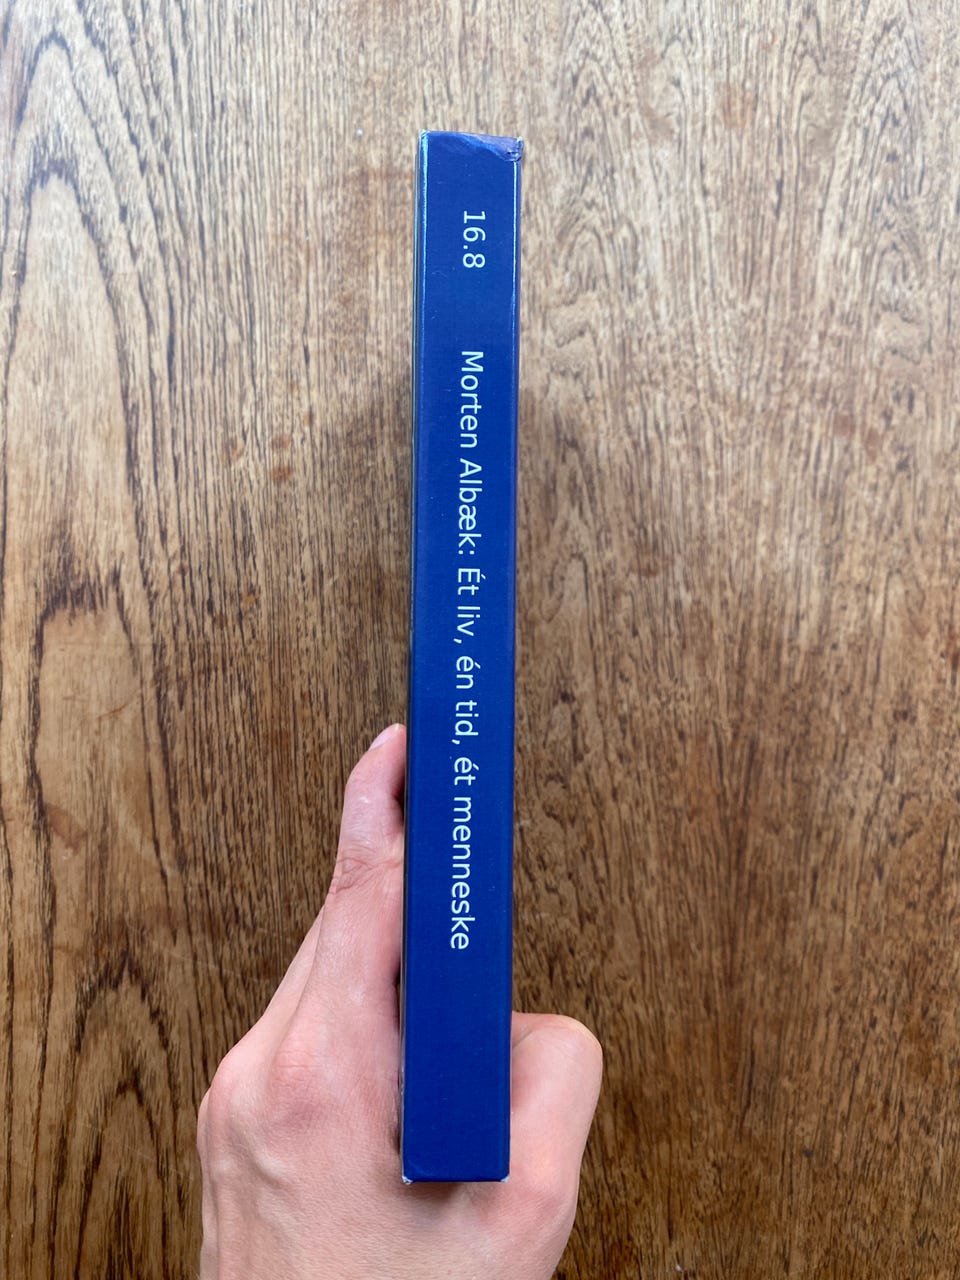 16.8
Morten Albæk: Ét liv, én tid, ét menneske